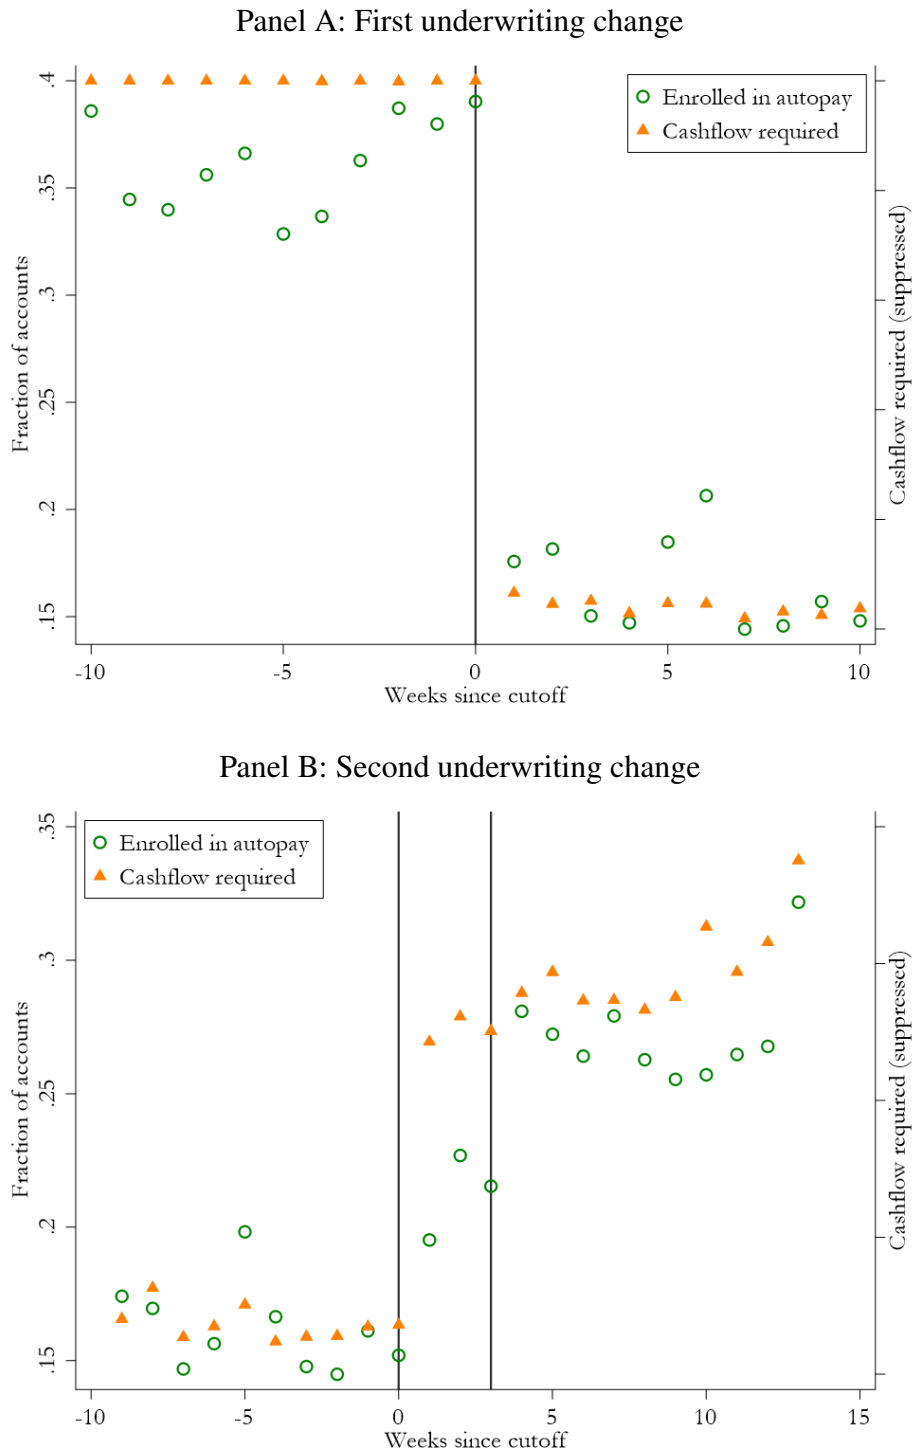 Panel A: First underwriting change
.4
.35
.3
.25
.2
.15
Fraction of accounts
Enrolled in autopay
Cashflow required
Cashflow required (suppressed)
-10
-5
0
5
10
Weeks since cutoff
Panel B: Second underwriting change
.35
.3
.25
.2
.15
Fraction of accounts
Enrolled in autopay
Cashflow required
Cashflow required (suppressed)
-10
-5
0
5
10
15
Weeks since cutoff